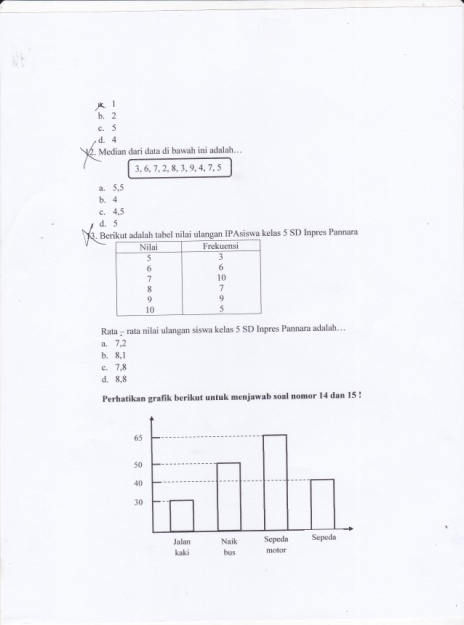 a. 1
b. 2
c. 5
d. 4
12. Median dari data di bawah ini adalah…
3, 6, 7, 2, 8, 3, 9, 4, 7, 5
a. 5,5
b. 4
c. 4,5
d. 5
13. Berikut adalah tabel nilai ulangan IPAsiswa kelas 5 SD Inpres Pannara
Nilai Frekuensi
5 3
6 6
7 10
8 7
9 9
10 5
Rata – rata nilai ulangan siswa kelas 5 SD Inpres Pannara adalah…
a. 7,2
b. 8,1
c. 7,8
d. 8,8
Perhatikan grafik berikut untuk menjawab soal nomor 14 dan 15 !
65
50
40
30
Jalan kaki
Naik bus
Sepeda motor
Sepeda